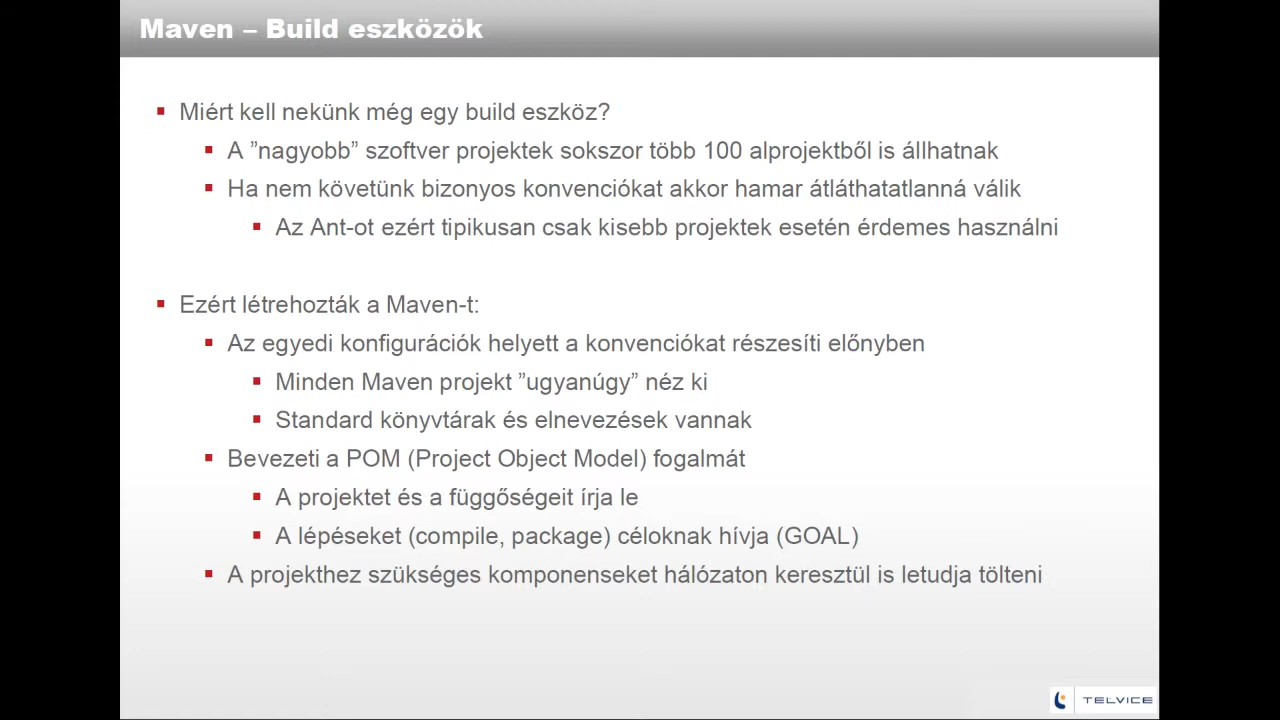 Maven – Build eszközök
Miért kell nekünk még egy build eszköz?
A ”nagyobb” szoftver projektek sokszor több 100 alprojektből is állhatnak
Ha nem követünk bizonyos konvenciókat akkor hamar átláthatatlanná válik
Az Ant-ot ezért tipikusan csak kisebb projektek esetén érdemes használni
Ezért létrehozták a Maven-t:
Az egyedi konfigurációk helyett a konvenciókat részesíti előnyben
Minden Maven projekt ”ugyanúgy” néz ki
Standard könyvtárak és elnevezések vannak
Bevezeti a POM (Project Object Model) fogalmát
A projektet és a függőségeit írja le
A lépéseket (compile, package) céloknak hívja (GOAL)
A projekthez szükséges komponenseket hálózaton keresztül is letudja tölteni
TELVICE